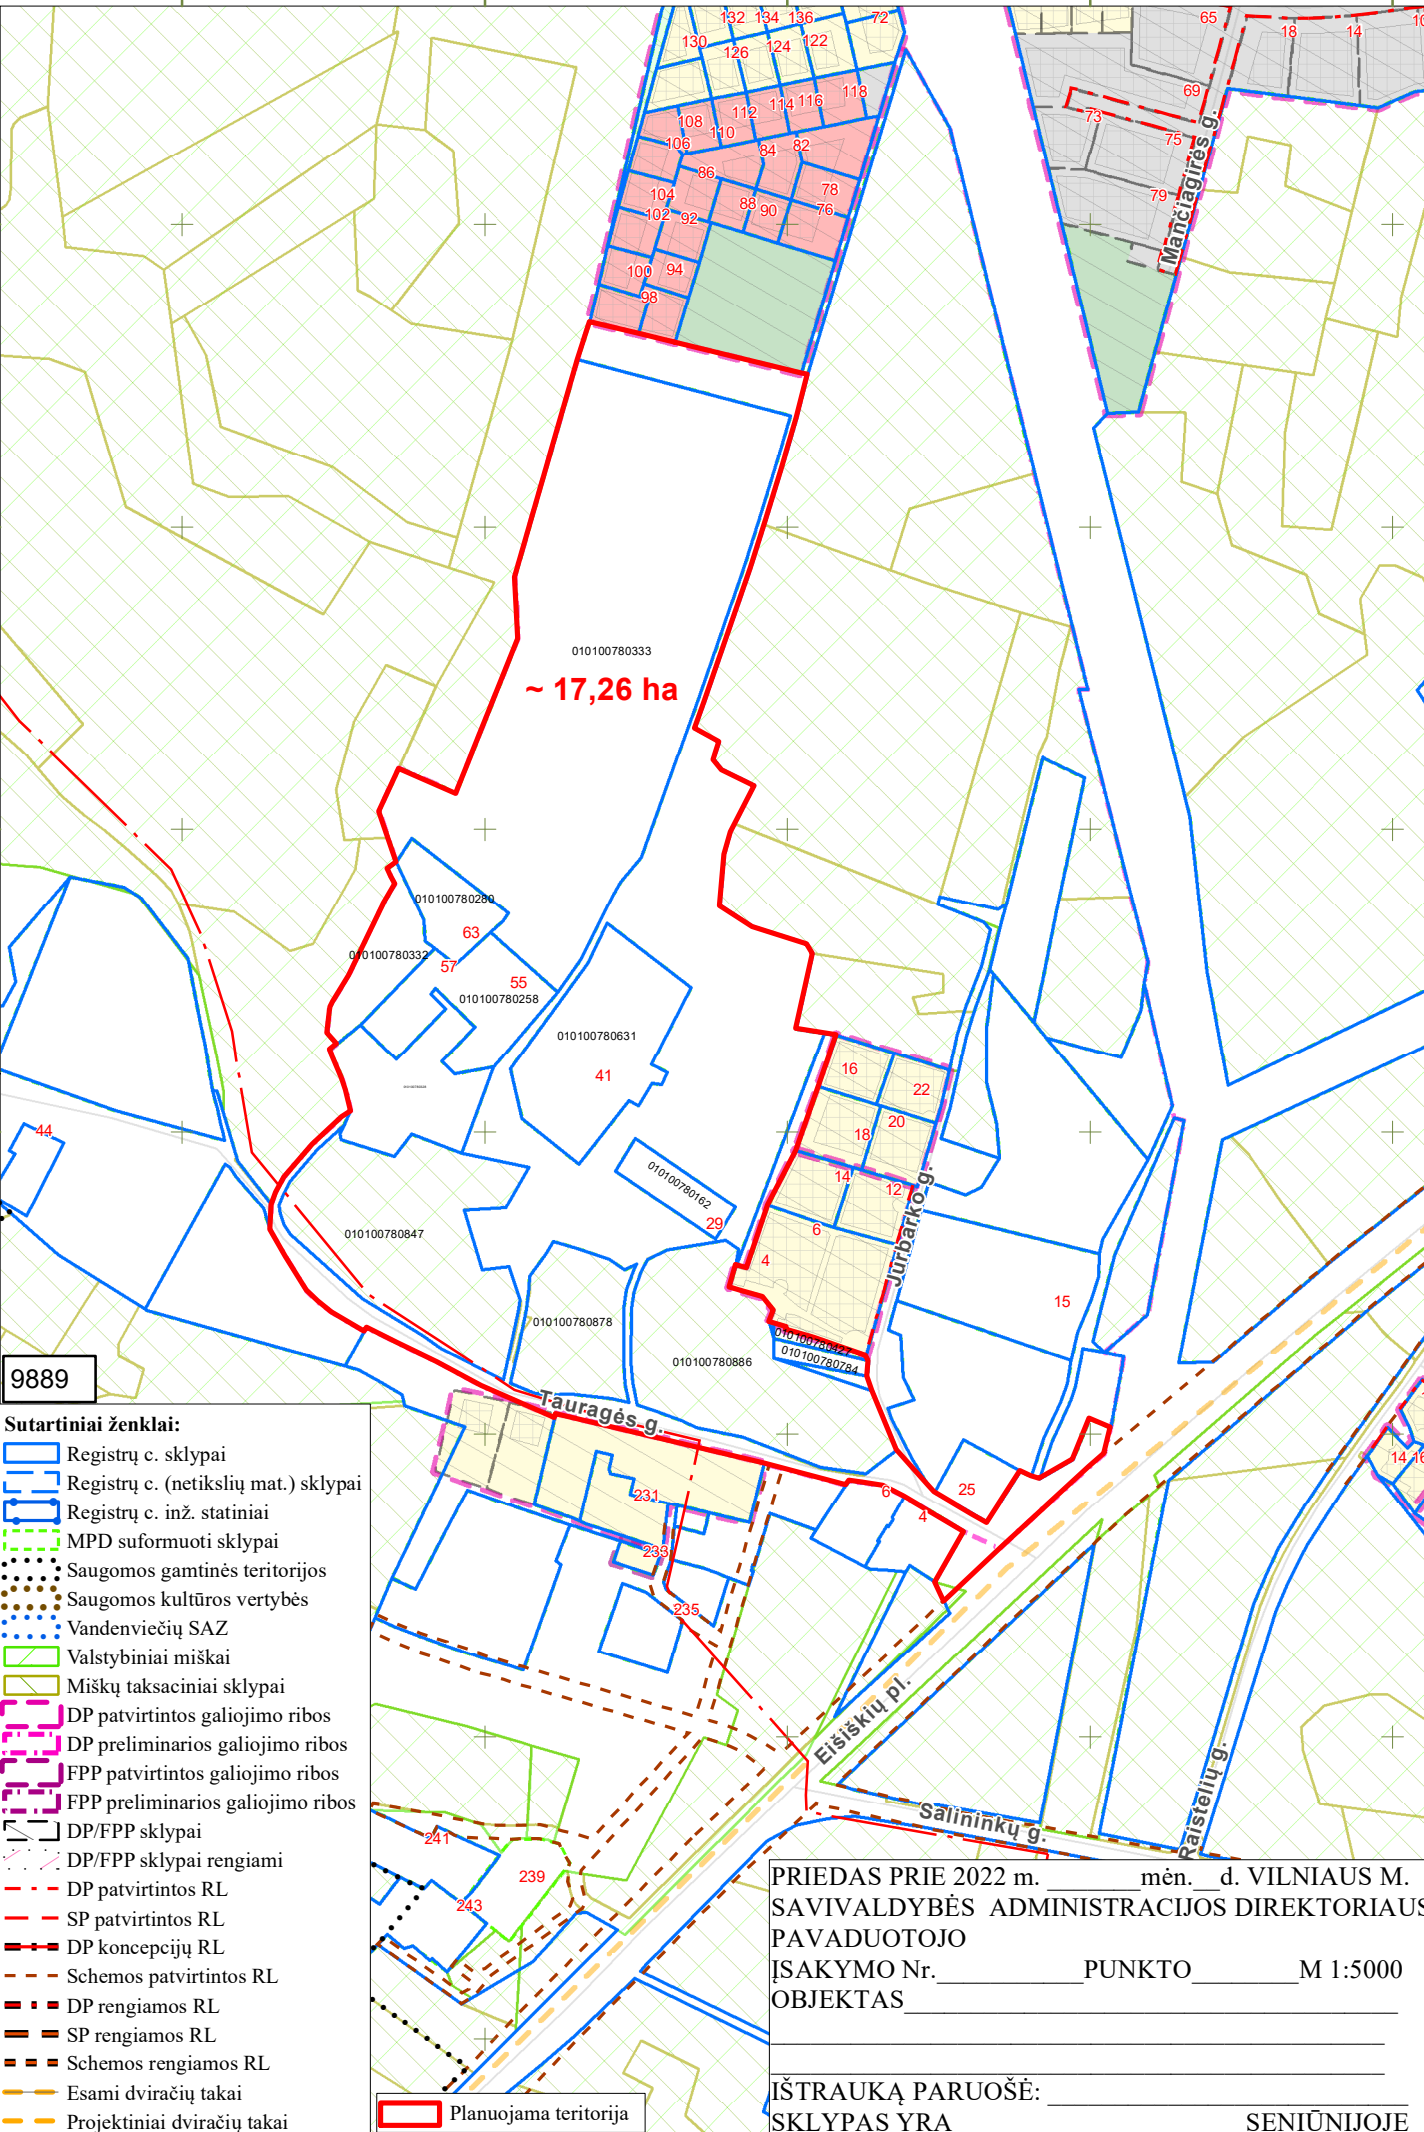 132 134 136 72
130 126 124 122
108 112 114 116 118
106 110 84 82
86 78
104 88 90 76
102 92
100 94
98
65 18 14 10
69
73 75
79
Mančiagirės g.
010100780333
~ 17,26 ha
010100780280
63
010100780332
57
55
010100780258
010100780631
41
44
16
22
20
18
14
12
6
4
Jurbarko g.
010100780162
29
010100780847
15
010100780878
010100780427
010100780784
010100780886
9889
Tauragės g.
6
4
25
14 16
231
233
235
Eišiškių pl.
Salininkų g.
Raistelių g.
241
239
243
Sutartiniai ženklai:
Registrų c. sklypai
Registrų c. (netikslių mat.) sklypai
Registrų c. inž. statiniai
MPD suformuoti sklypai
Saugomos gamtinės teritorijos
Saugomos kultūros vertybės
Vandenviečių SAZ
Valstybiniai miškai
Miškų taksaciniai sklypai
DP patvirtintos galiojimo ribos
DP preliminarios galiojimo ribos
FPP patvirtintos galiojimo ribos
FPP preliminarios galiojimo ribos
DP/FPP sklypai
DP/FPP sklypai rengiami
DP patvirtintos RL
SP patvirtintos RL
DP koncepcijų RL
Schemos patvirtintos RL
DP rengiamos RL
SP rengiamos RL
Schemos rengiamos RL
Esami dviračių takai
Projektiniai dviračių takai
Planuojama teritorija
PRIEDAS PRIE 2022 m. _______mėn.__d. VILNIAUS M.
SAVIVALDYBĖS ADMINISTRACIJOS DIREKTORIAUS
PAVADUOTOJO
ĮSAKYMO Nr.___________PUNKTO________M 1:5000
OBJEKTAS_____________________________________
IŠTRAUKĄ PARUOŠĖ: ___________________________
SKLYPAS YRA SENIŪNIJOJE